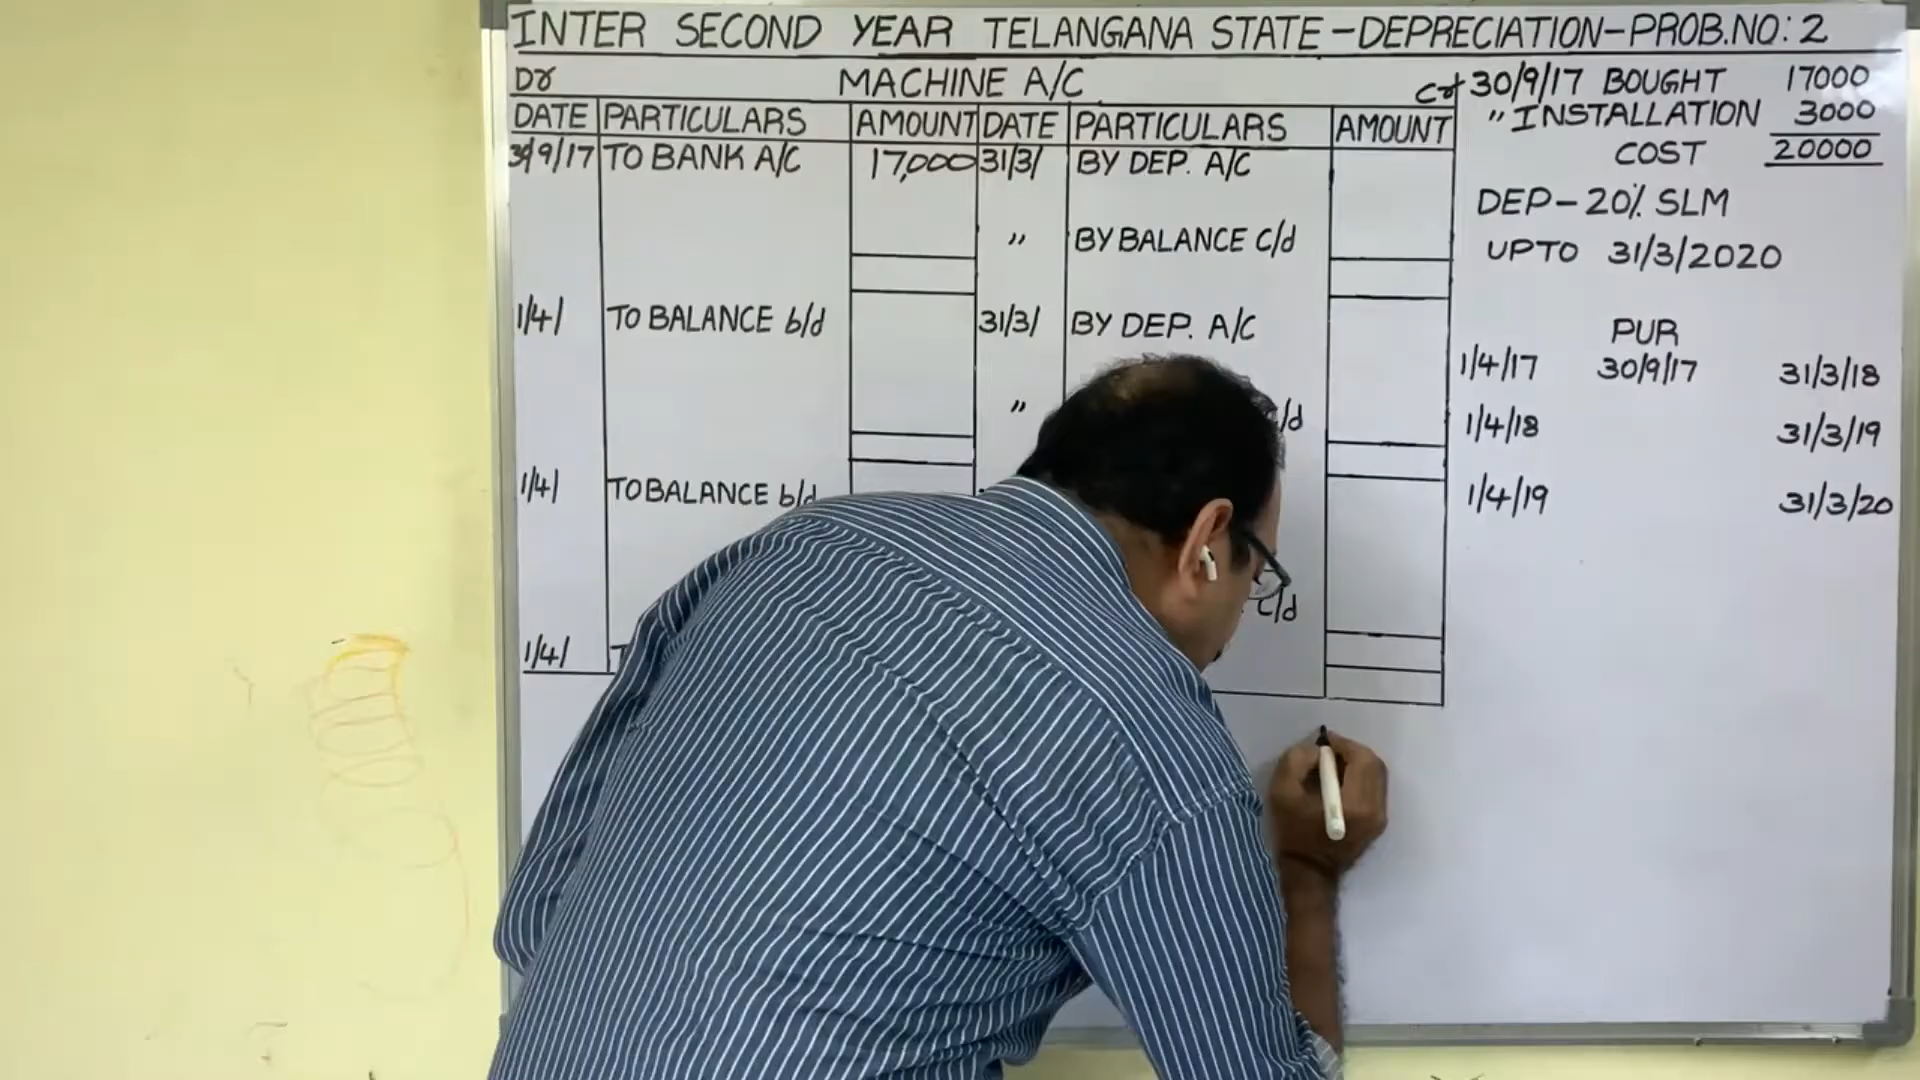 INTER SECOND YEAR TELANGANA STATE-DEPRECIATION-PROB.NO:2
Dr MACHINE A/C Cr
DATE PARTICULARS AMOUNT DATE PARTICULARS AMOUNT
30/9/17 TO BANK A/C 17,000 31/3/ BY DEP. A/C
" BY BALANCE c/d
1/4/ TO BALANCE b/d 31/3/ BY DEP. A/C
" c/d
1/4/ TO BALANCE b/d
c/d
1/4/
30/9/17 BOUGHT 17000
" INSTALLATION 3000
COST 20000
DEP-20% SLM
UPTO 31/3/2020
PUR
1/4/17 30/9/17 31/3/18
1/4/18 31/3/19
1/4/19 31/3/20